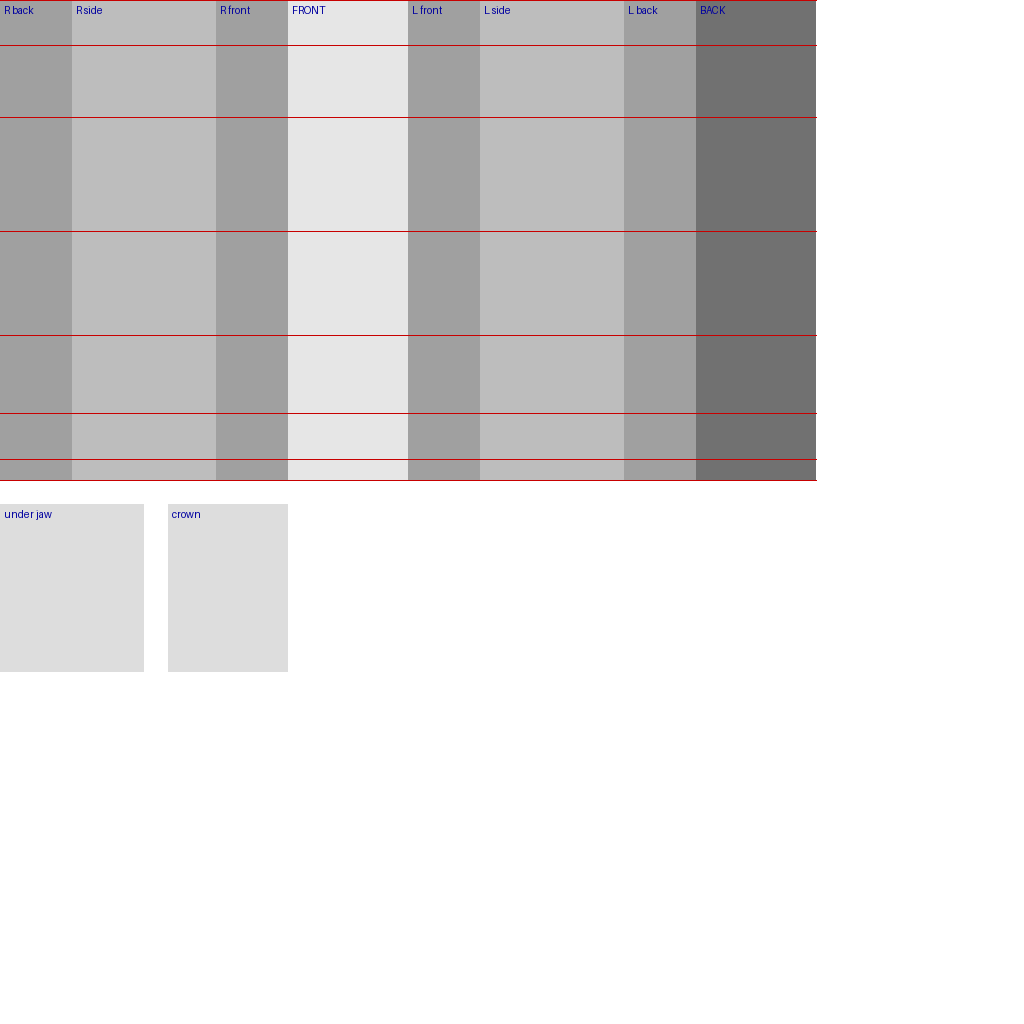 R back
R side
R front
FRONT
L front
L side
L back
BACK
under jaw
crown